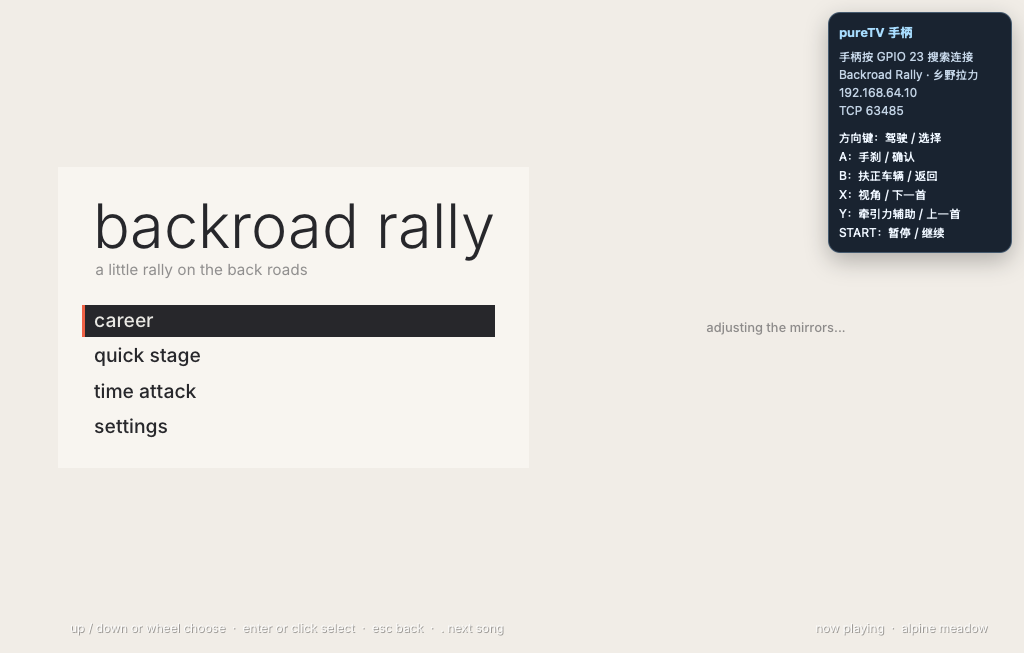 pureTV 手柄
手柄按 GPIO 23 搜索连接
Backroad Rally · 乡野拉力
192.168.64.10
TCP 63485
方向键：驾驶 / 选择
A：手刹 / 确认
B：扶正车辆 / 返回
X：视角 / 下一首
Y：牵引力辅助 / 上一首
START：暂停 / 继续
backroad rally
a little rally on the back roads
career
quick stage
time attack
settings
adjusting the mirrors...
up / down or wheel choose · enter or click select · esc back · . next song
now playing · alpine meadow